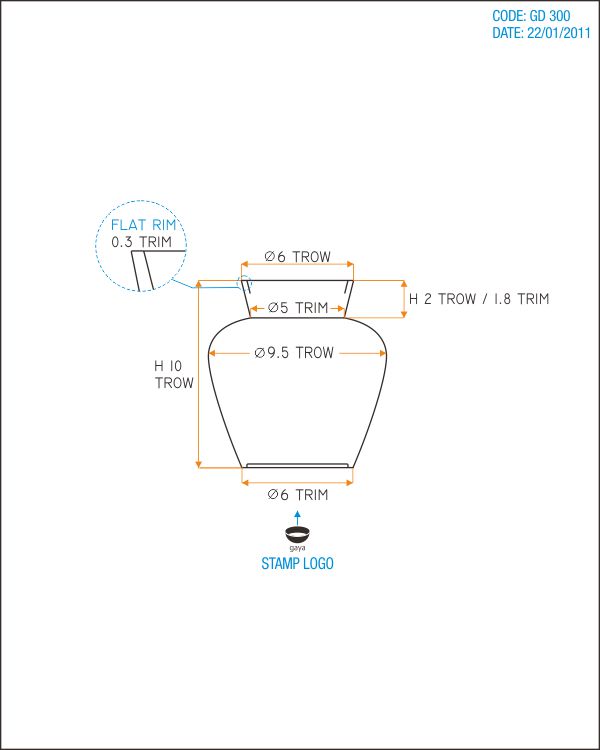 CODE: GD 300
DATE: 22/01/2011
FLAT RIM
0.3 TRIM
Ø6 TROW
H 2 TROW / 1.8 TRIM
Ø5 TRIM
Ø9.5 TROW
H 10
TROW
Ø6 TRIM
gaya
STAMP LOGO